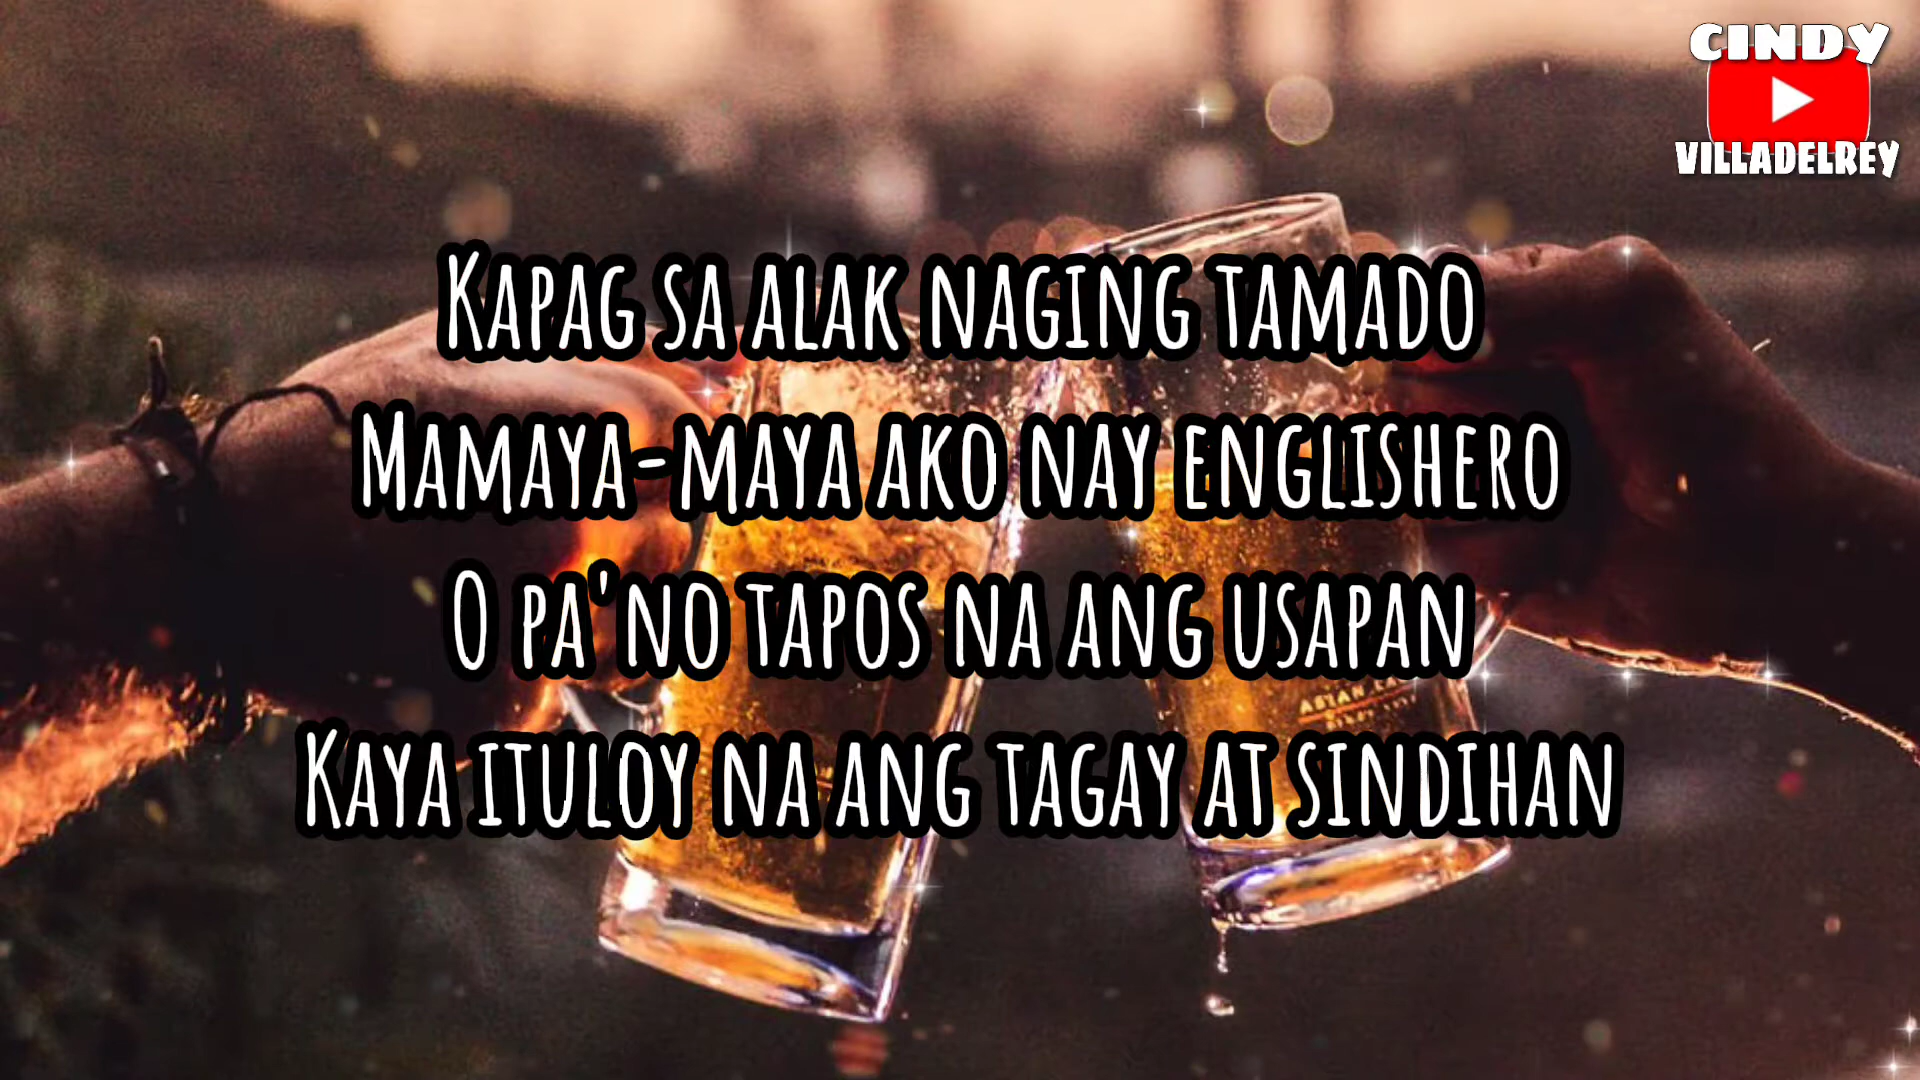 CINDY
VILLADELREY
KAPAG SA ALAK NAGING TAMADO
MAMAYA-MAYA AKO NAY ENGLISHERO
O PA'NO TAPOS NA ANG USAPAN
KAYA ITULOY NA ANG TAGAY AT SINDIHAN